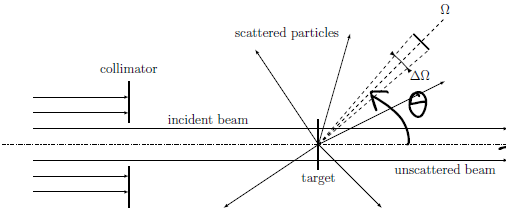 Ω
scattered particles
collimator
ΔΩ
θ
incident beam
unscattered beam
target